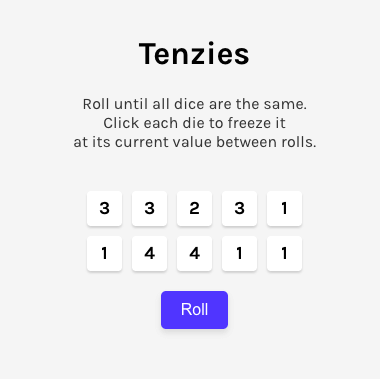 Tenzies
Roll until all dice are the same.
Click each die to freeze it
at its current value between rolls.
3 3 2 3 1
1 4 4 1 1
Roll